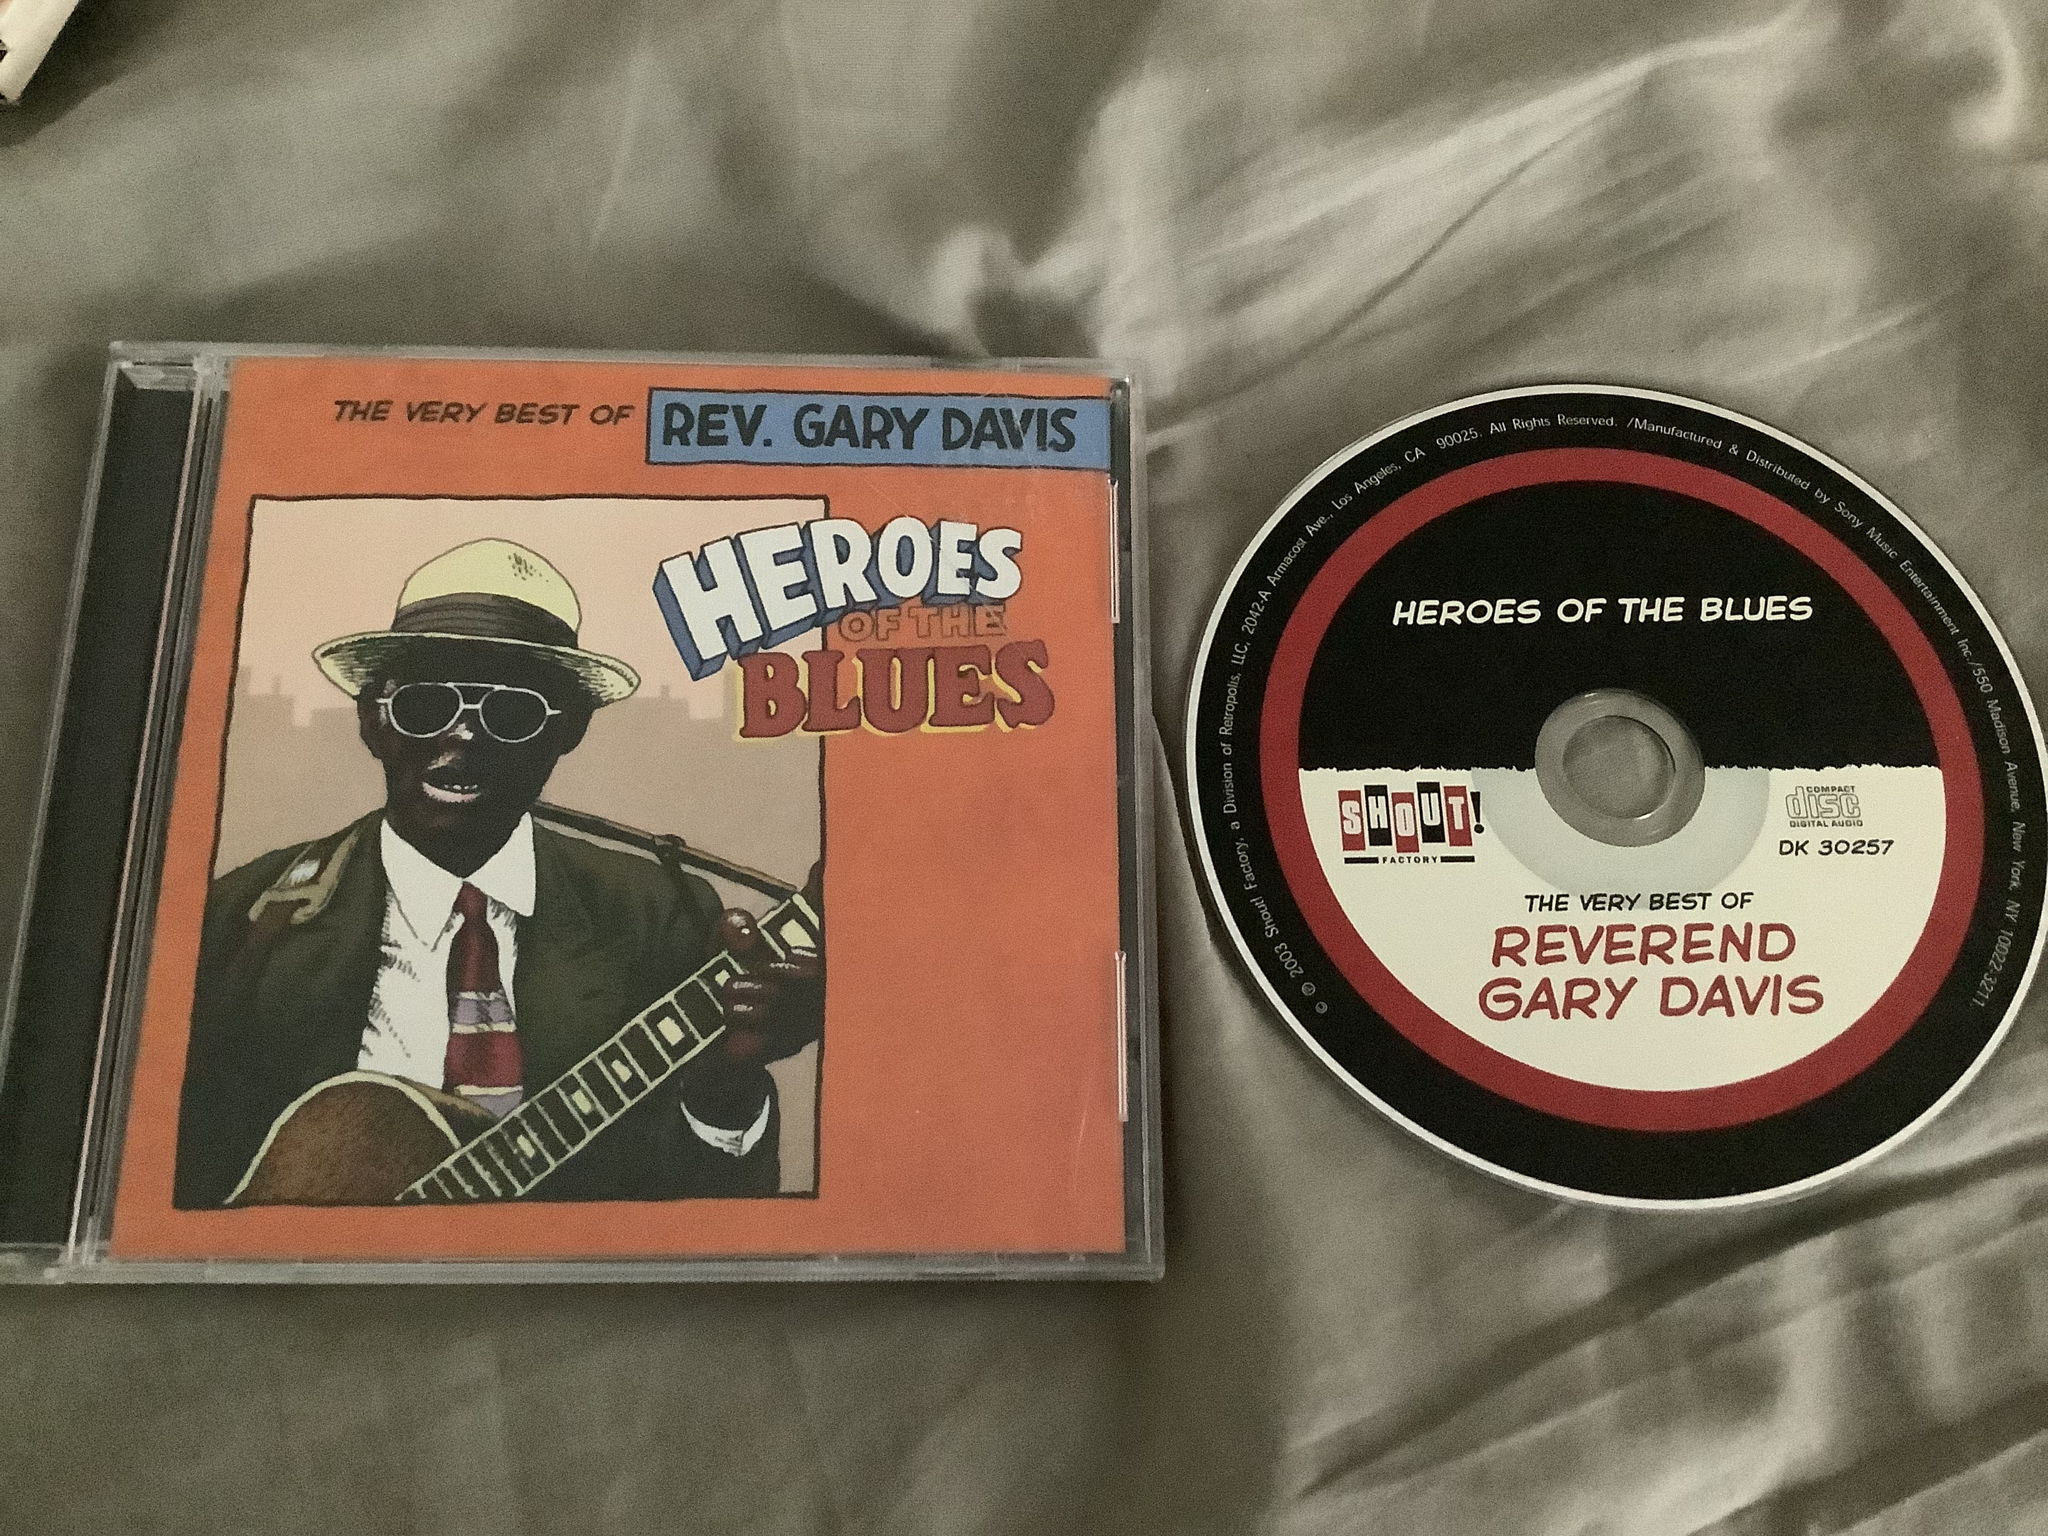 THE VERY BEST OF REV. GARY DAVIS
HEROES
OF THE
BLUES
© ℗ 2003 Shout! Factory, a Division of Retropolis, LLC, 2042-A Armacost Ave., Los Angeles, CA 90025. All Rights Reserved. /Manufactured & Distributed by Sony Music Entertainment Inc./550 Madison Avenue, New York, NY 10022-3211.
HEROES OF THE BLUES
SHOUT!
FACTORY
COMPACT
disc
DIGITAL AUDIO
DK 30257
THE VERY BEST OF
REVEREND
GARY DAVIS